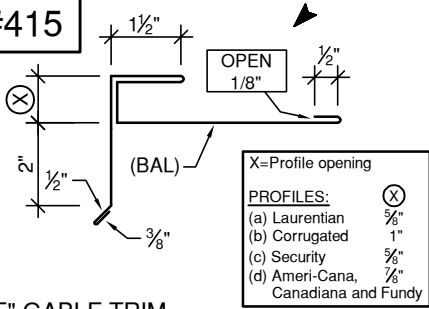 #415
1½"
½"
OPEN
1/8"
X
2"
½"
(BAL)
⅜"
X=Profile opening
PROFILES: X
(a) Laurentian ⅝"
(b) Corrugated 1"
(c) Security ⅝"
(d) Ameri-Cana, ⅞"
Canadiana and Fundy
GABLE TRIM